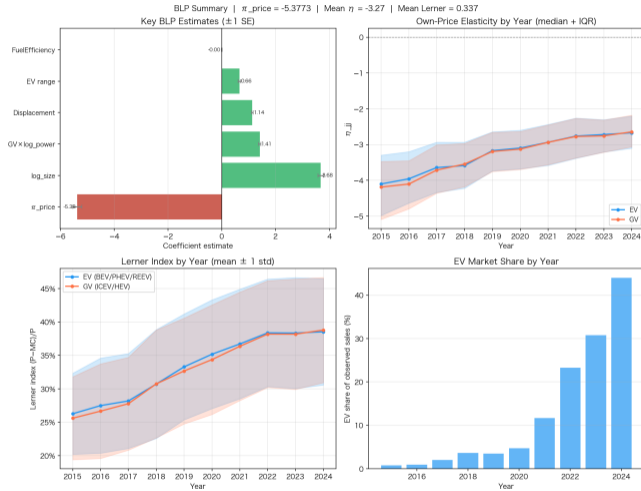 BLP Summary | π_price = -5.3773 | Mean η = -3.27 | Mean Lerner = 0.337
Key BLP Estimates (±1 SE)
FuelEfficiency
EV range
Displacement
GV×log_power
log_size
π_price
0.66
1.14
1.41
−6
−4
−2
0
2
4
Coefficient estimate
Own-Price Elasticity by Year (median + IQR)
η_jj
0
−1
−2
−3
−4
−5
EV
GV
2015 2016 2017 2018 2019 2020 2021 2022 2023 2024
Year
Lerner Index by Year (mean ± 1 std)
EV (BEV/PHEV/REEV)
GV (ICEV/HEV)
Lerner index (P−MC)/P
45%
40%
35%
30%
25%
20%
2015 2016 2017 2018 2019 2020 2021 2022 2023 2024
Year
EV Market Share by Year
EV share of observed sales (%)
40
30
20
10
0
2016
2018
2020
2022
2024
Year